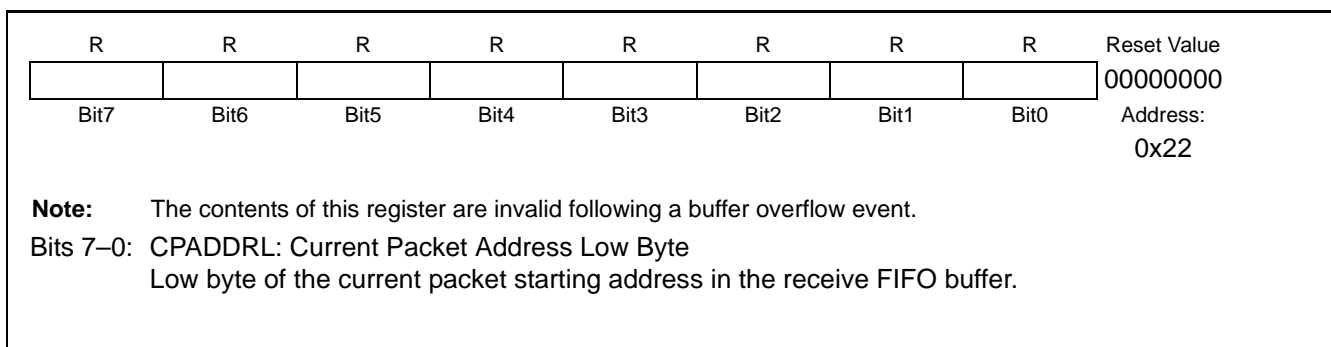 R R R R R R R R Reset Value
00000000
Bit7 Bit6 Bit5 Bit4 Bit3 Bit2 Bit1 Bit0 Address:
0x22
Note: The contents of this register are invalid following a buffer overflow event.
Bits 7–0: CPADDRL: Current Packet Address Low Byte
Low byte of the current packet starting address in the receive FIFO buffer.